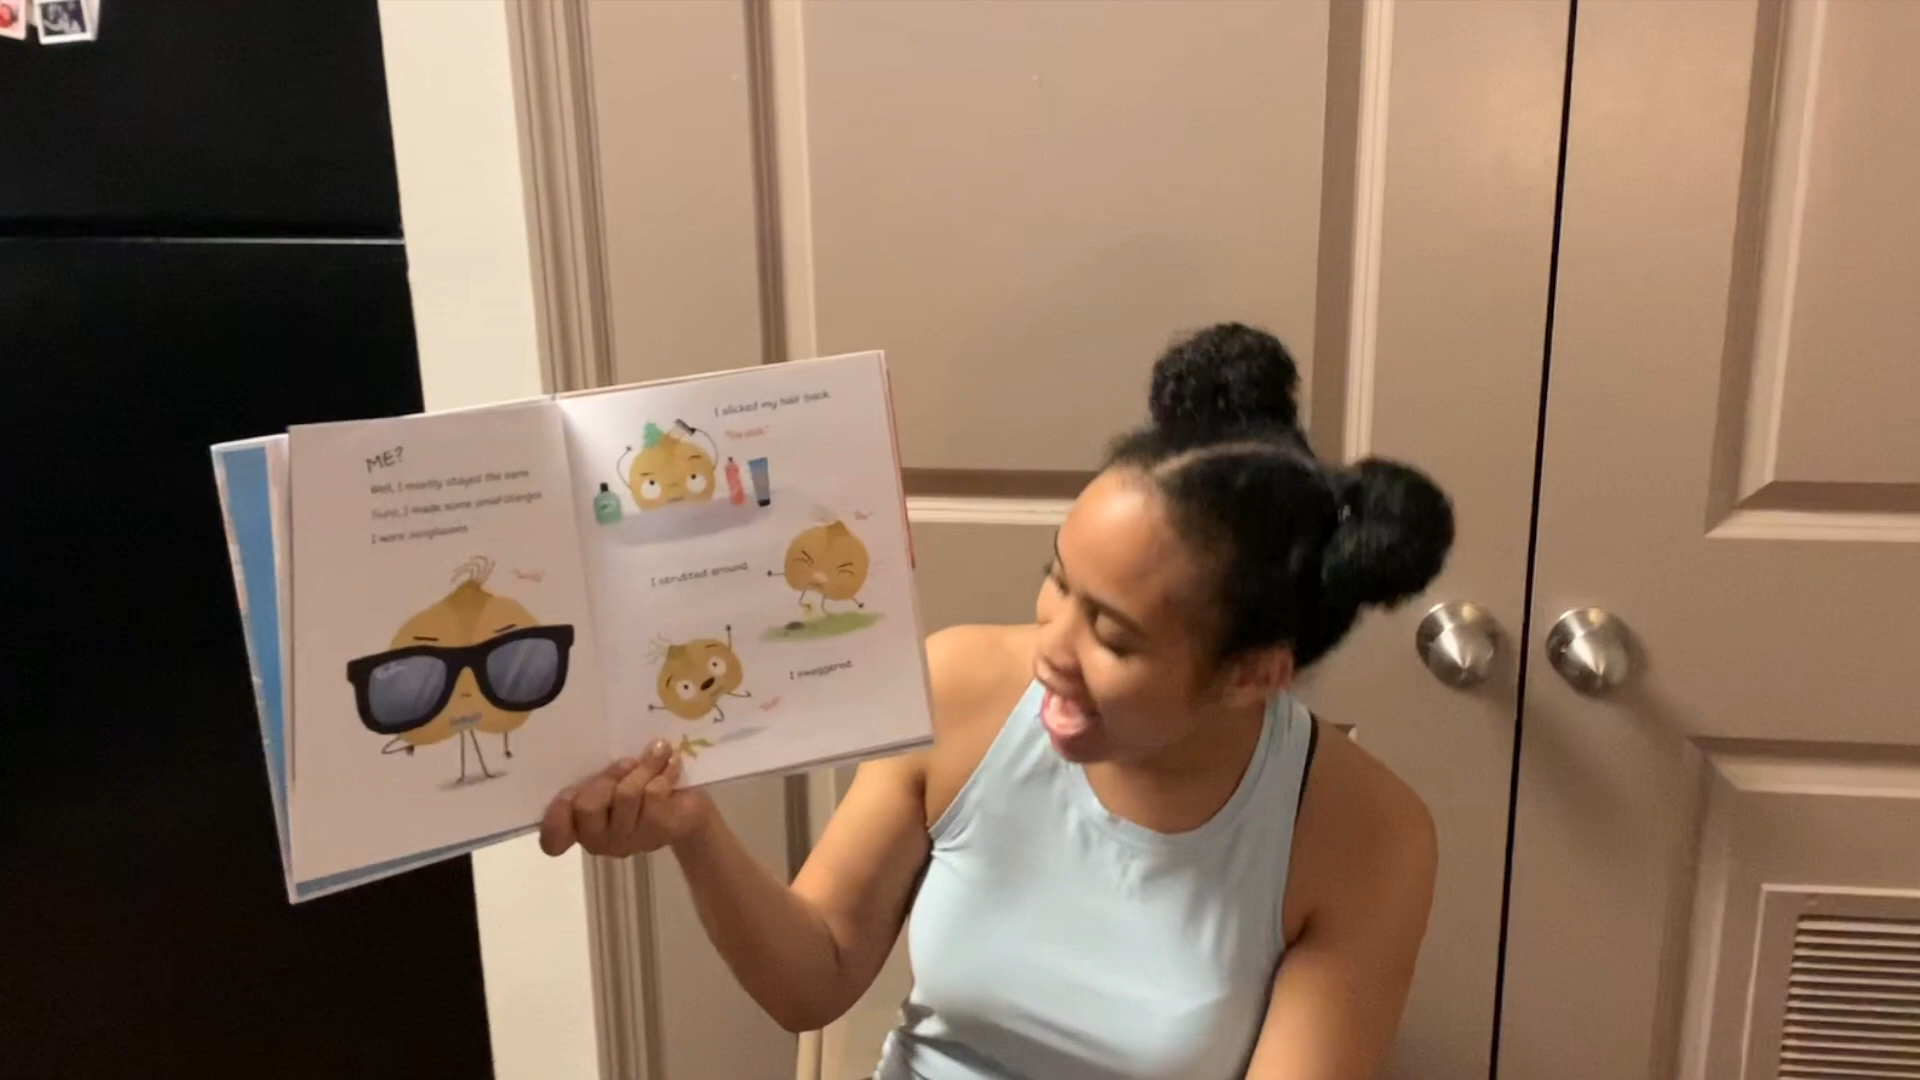 ME?
Well, I mostly stayed the same.
Sure, I made some small changes.
I wore sunglasses.
I slicked my hair back.
I strutted around.
I swaggered.